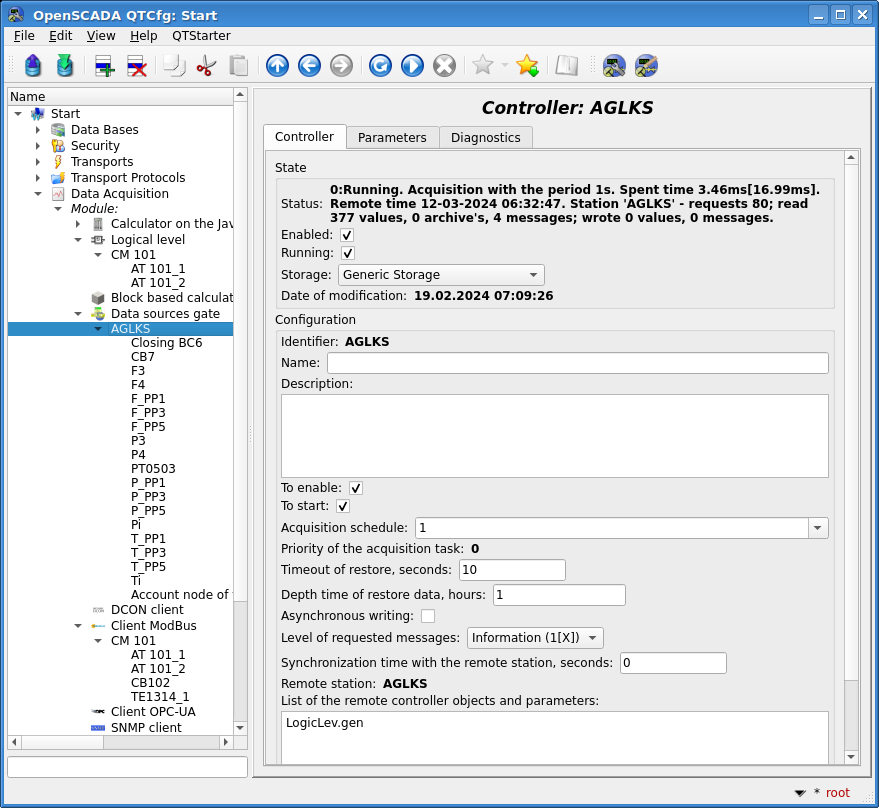 OpenSCADA QTCfg: Start
File Edit View Help QTStarter
Name
Start
Data Bases
Security
Transports
Transport Protocols
Data Acquisition
Module:
Calculator on the Jav
Logical level
CM 101
AT 101_1
AT 101_2
Block based calculat
Data sources gate
AGLKS
Closing BC6
CB7
F3
F4
F_PP1
F_PP3
F_PP5
P3
P4
PT0503
P_PP1
P_PP3
P_PP5
Pi
T_PP1
T_PP3
T_PP5
Ti
Account node of
DCON client
Client ModBus
CM 101
AT 101_1
AT 101_2
CB102
TE1314_1
Client OPC-UA
SNMP client
Controller: AGLKS
Controller Parameters Diagnostics
State
Status: 0:Running. Acquisition with the period 1s. Spent time 3.46ms[16.99ms].
Remote time 12-03-2024 06:32:47. Station 'AGLKS' - requests 80; read
377 values, 0 archive's, 4 messages; wrote 0 values, 0 messages.
Enabled:
Running:
Storage: Generic Storage
Date of modification: 19.02.2024 07:09:26
Configuration
Identifier: AGLKS
Name:
Description:
To enable:
To start:
Acquisition schedule: 1
Priority of the acquisition task: 0
Timeout of restore, seconds: 10
Depth time of restore data, hours: 1
Asynchronous writing:
Level of requested messages: Information (1[X])
Synchronization time with the remote station, seconds: 0
Remote station: AGLKS
List of the remote controller objects and parameters:
LogicLev.gen
* root